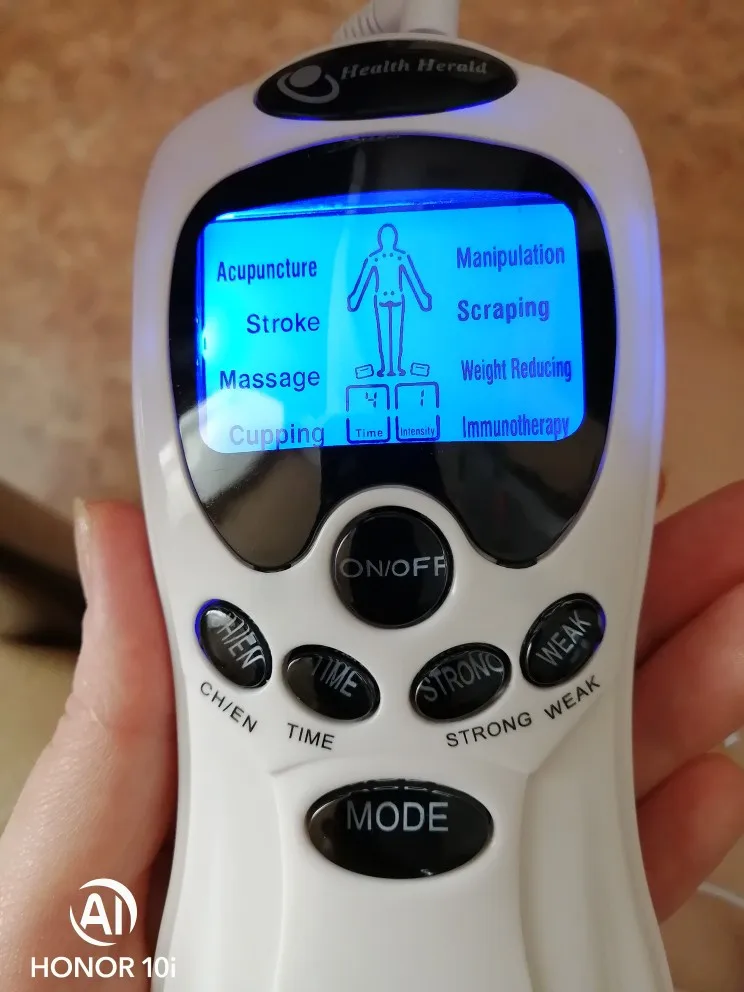 Health Herald
Acupuncture
Stroke
Massage
Cupping
Manipulation
Scraping
Weight Reducing
Immunotherapy
4
1
Time
Intensity
ON/OFF
CH/EN
TIME
STRONG
WEAK
CH/EN
TIME
STRONG
WEAK
MODE
AI
HONOR 10i